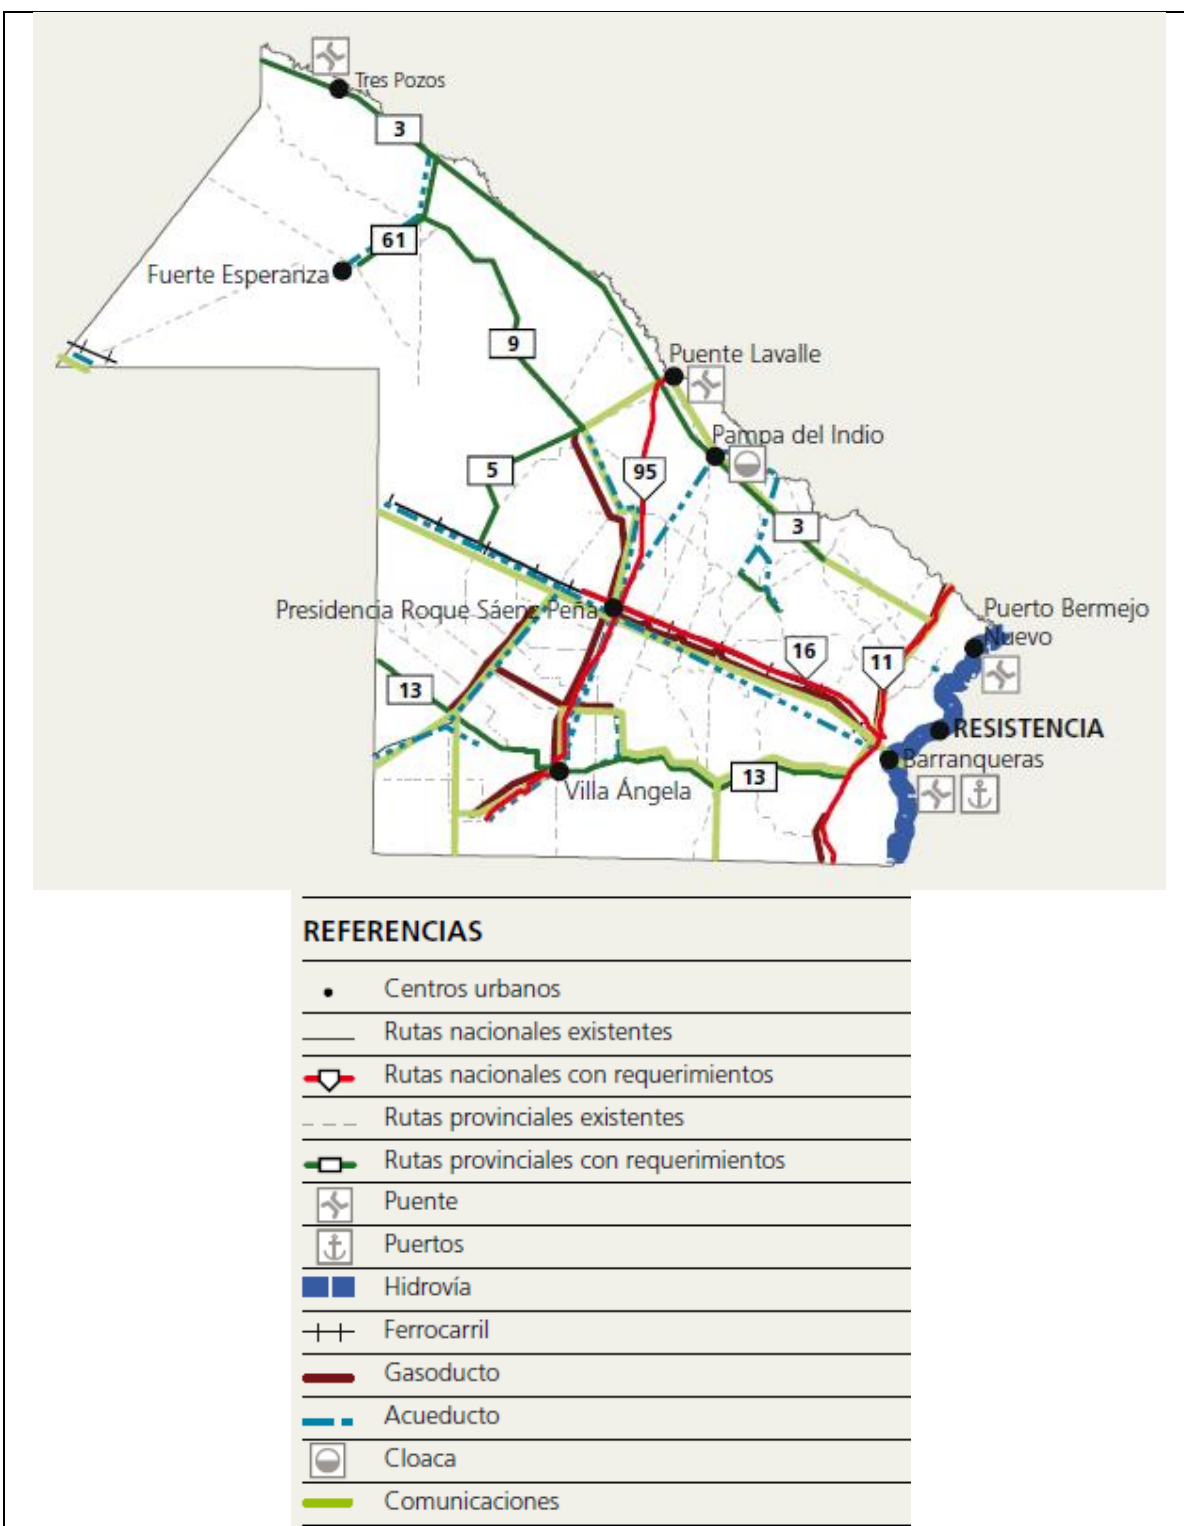 Tres Pozos
3
61
Fuerte Esperanza
9
Puente Lavalle
Pampa del Indio
5
95
3
Presidencia Roque Sáenz Peña
Puerto Bermejo
Nuevo
16
11
13
RESISTENCIA
Barranqueras
13
Villa Ángela
REFERENCIAS
Centros urbanos
Rutas nacionales existentes
Rutas nacionales con requerimientos
Rutas provinciales existentes
Rutas provinciales con requerimientos
Puente
Puertos
Hidrovía
Ferrocarril
Gasoducto
Acueducto
Cloaca
Comunicaciones